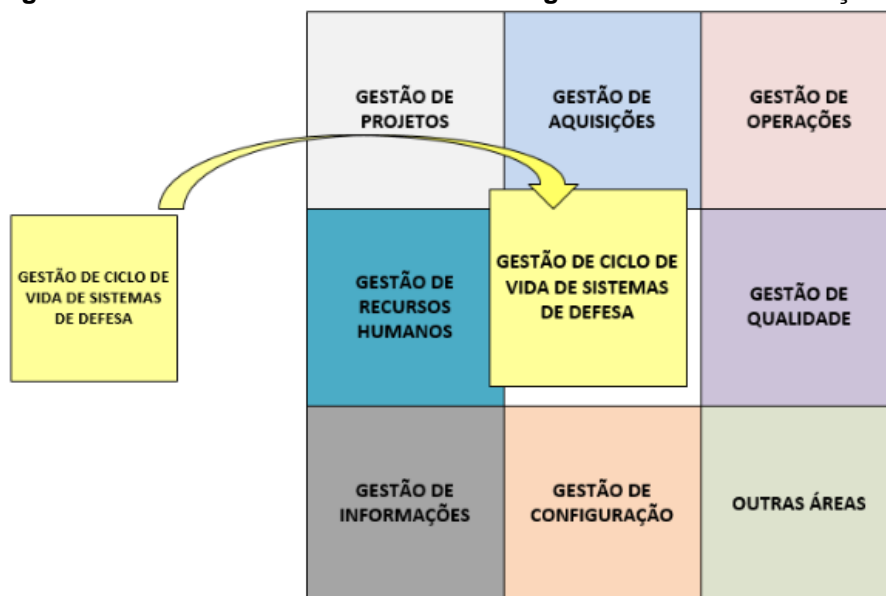 GESTÃO DE
PROJETOS
GESTÃO DE
AQUISIÇÕES
GESTÃO DE
OPERAÇÕES
GESTÃO DE CICLO DE
VIDA DE SISTEMAS
DE DEFESA
GESTÃO DE
RECURSOS
HUMANOS
GESTÃO DE CICLO DE
VIDA DE SISTEMAS
DE DEFESA
GESTÃO DE
QUALIDADE
GESTÃO DE
INFORMAÇÕES
GESTÃO DE
CONFIGURAÇÃO
OUTRAS ÁREAS